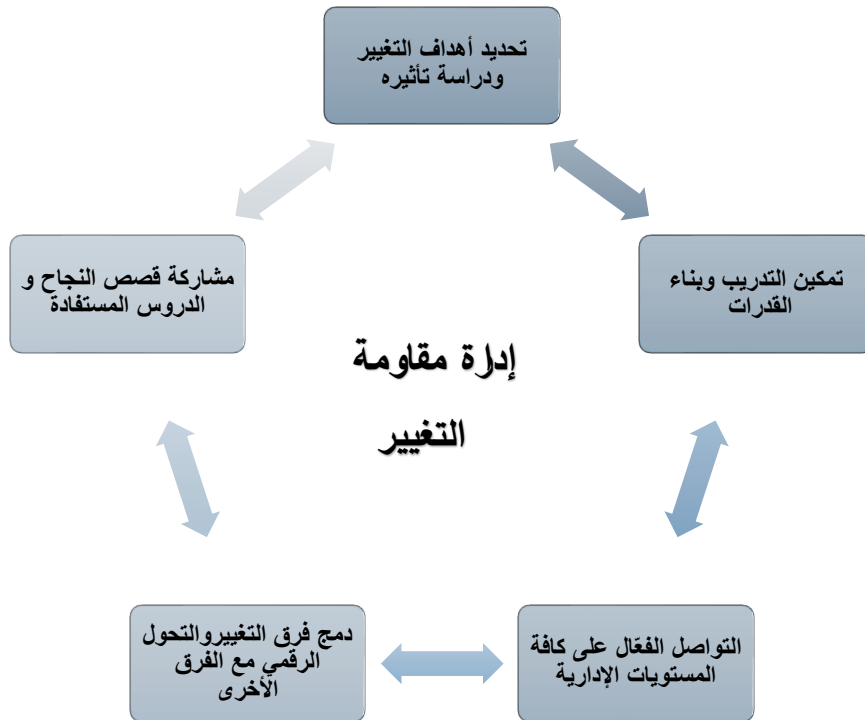 تحديد أهداف التغيير
ودراسة تأثيره
تمكين التدريب وبناء
القدرات
مشاركة قصص النجاح و
الدروس المستفادة
إدارة مقاومة
التغيير
التواصل الفعّال على كافة
المستويات الإدارية
دمج فرق التغييروالتحول
الرقمي مع الفرق
الأخرى